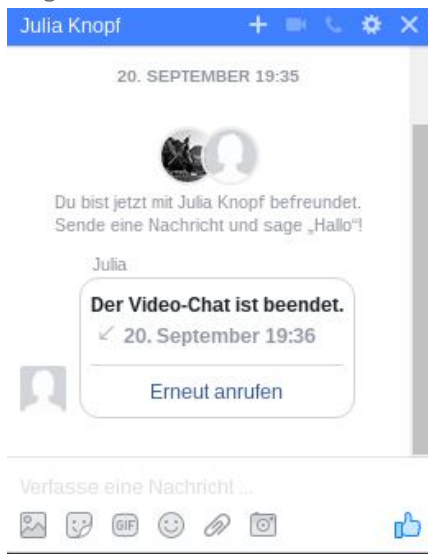 Julia Knopf
20. SEPTEMBER 19:35
Du bist jetzt mit Julia Knopf befreundet.
Sende eine Nachricht und sage „Hallo“!
Julia
Der Video-Chat ist beendet.
20. September 19:36
Erneut anrufen
Verfasse eine Nachricht ...
GIF